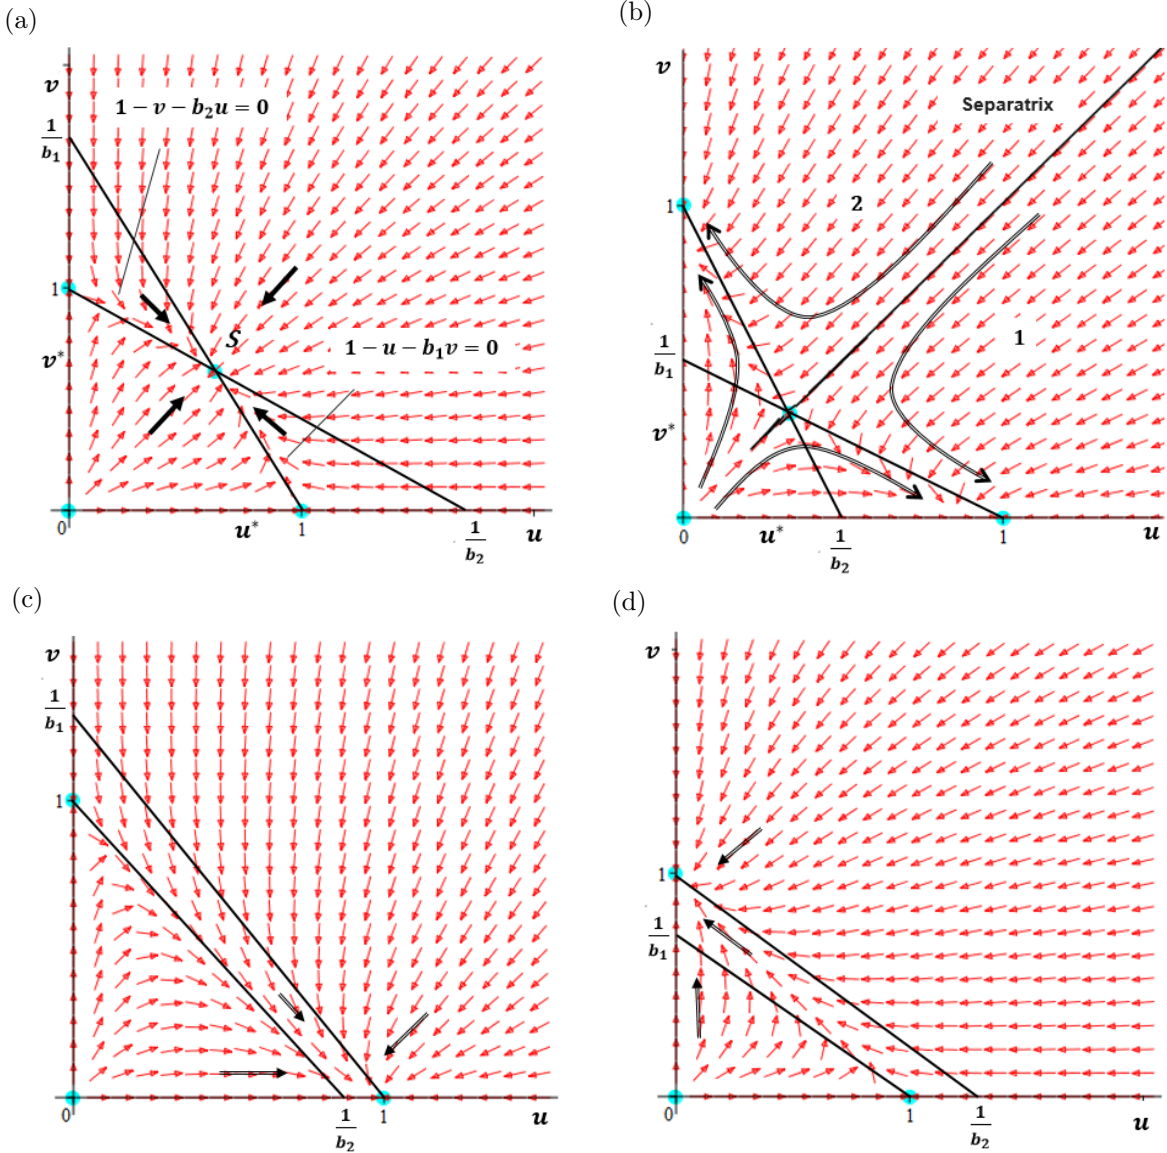 (a)
v
1 − v − b₂u = 0
1/b₁
1
S
v*
1 − u − b₁v = 0
0
u*
1
1/b₂
u
(b)
v
Separatrix
1
2
1
1/b₁
v*
0
u*
1/b₂
1
u
(c)
v
1/b₁
1
0
1/b₂
1
u
(d)
v
1
1/b₁
0
1
1/b₂
u